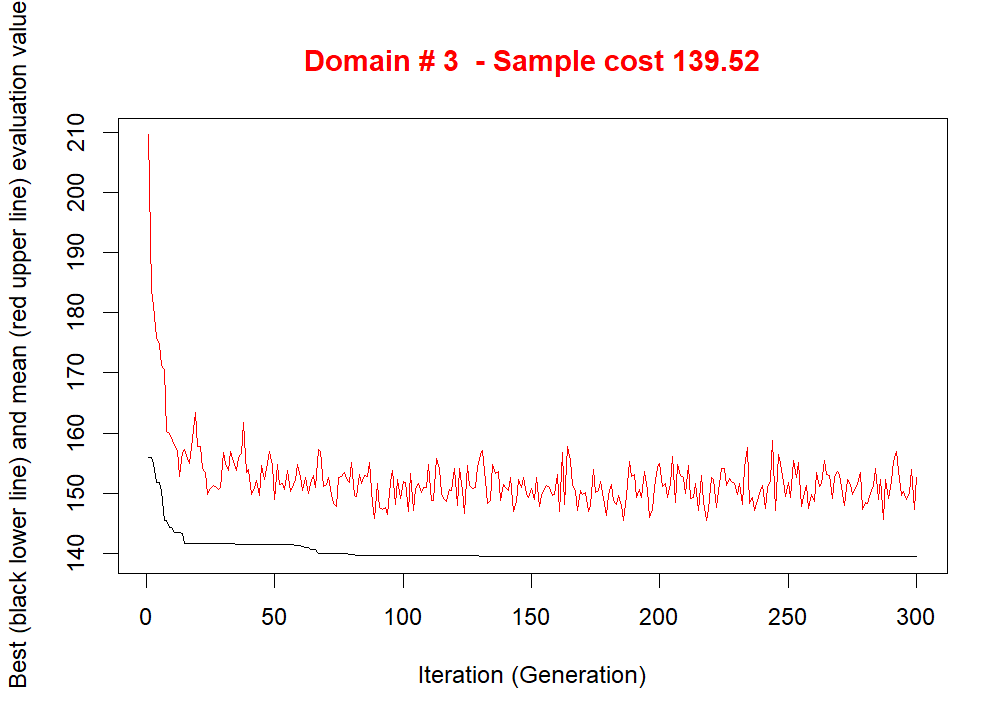 Domain # 3  - Sample cost 139.52
Best (black lower line) and mean (red upper line) evaluation value
210
200
190
180
170
160
150
140
0 50 100 150 200 250 300
Iteration (Generation)